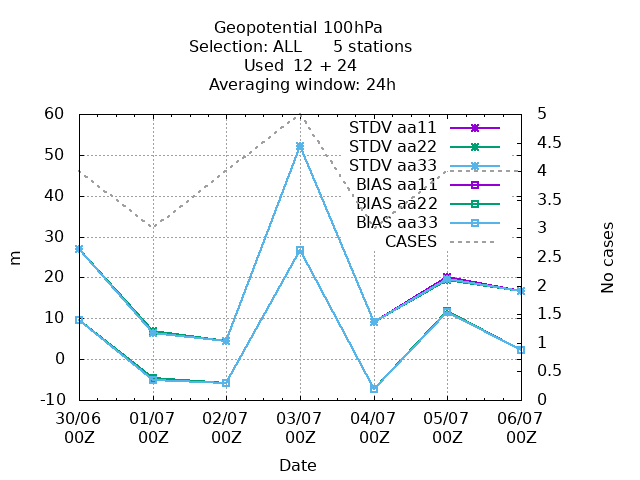 Geopotential 100hPa
Selection: ALL 5 stations
Used 12 + 24
Averaging window: 24h
STDV aa11
STDV aa22
STDV aa33
BIAS aa11
BIAS aa22
BIAS aa33
CASES
60
50
40
30
20
10
0
-10
m
5
4.5
4
3.5
3
2.5
2
1.5
1
0.5
0
No cases
30/06 01/07 02/07 03/07 04/07 05/07 06/07
00Z 00Z 00Z 00Z 00Z 00Z 00Z
Date